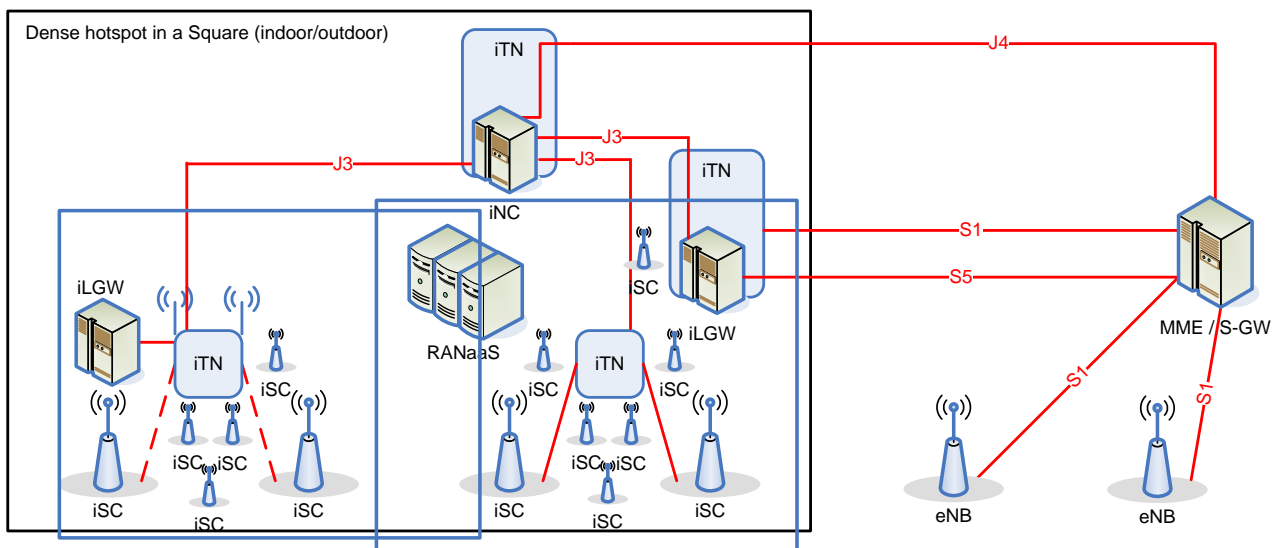 Dense hotspot in a Square (indoor/outdoor)
iTN
J4
J3
J3
J3
iTN
iNC
S1
iSC
S5
iLGW
iLGW
MME / S-GW
RANaaS
iTN
iTN
iSC
iSC
iSC
S1
S1
iSC
iSC
iSC
iSC
iSC
iSC
iSC
iSC
iSC
iSC
eNB
eNB